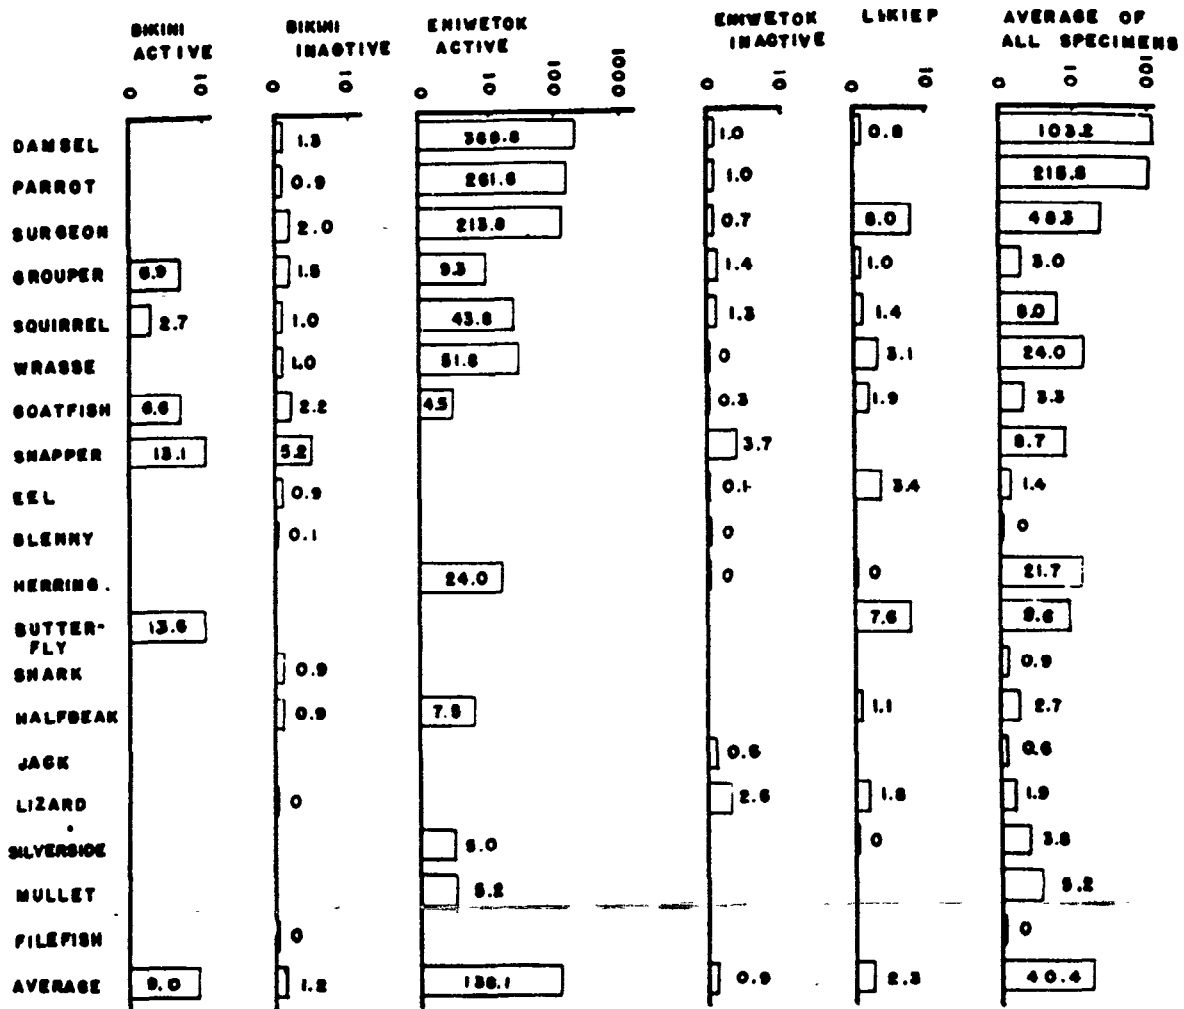 BIKINI ACTIVE
BIKINI INACTIVE
ENIWETOK ACTIVE
ENIWETOK INACTIVE
LIKIEP
AVERAGE OF ALL SPECIMENS
0 10
0 10
0 10 100 1000
0 10
0 10
0 10 100
DAMSEL 1.3 369.8 1.0 0.8 103.2
PARROT 0.9 261.6 1.0 215.8
SURGEON 2.0 213.8 0.7 8.0 48.3
GROUPER 6.9 1.8 9.3 1.4 1.0 3.0
SQUIRREL 2.7 1.0 43.8 1.3 1.4 6.0
WRASSE 1.0 51.8 0 3.1 24.0
GOATFISH 6.6 2.2 4.5 0.3 1.9 3.3
SNAPPER 13.1 5.2 3.7 8.7
EEL 0.9 0.1 3.4 1.4
BLENNY 0.1 0 0
HERRING. 24.0 0 0 21.7
BUTTER- 13.6 7.6 9.6
FLY
SHARK 0.9 0.9
HALFBEAK 0.9 7.8 1.1 2.7
JACK 0.6 0.6
LIZARD 0 2.6 1.8 1.9
SILVERSIDE 5.0 0 3.8
MULLET 5.2 5.2
FILEFISH 0 0
AVERAGE 9.0 1.2 136.1 0.9 2.3 40.4